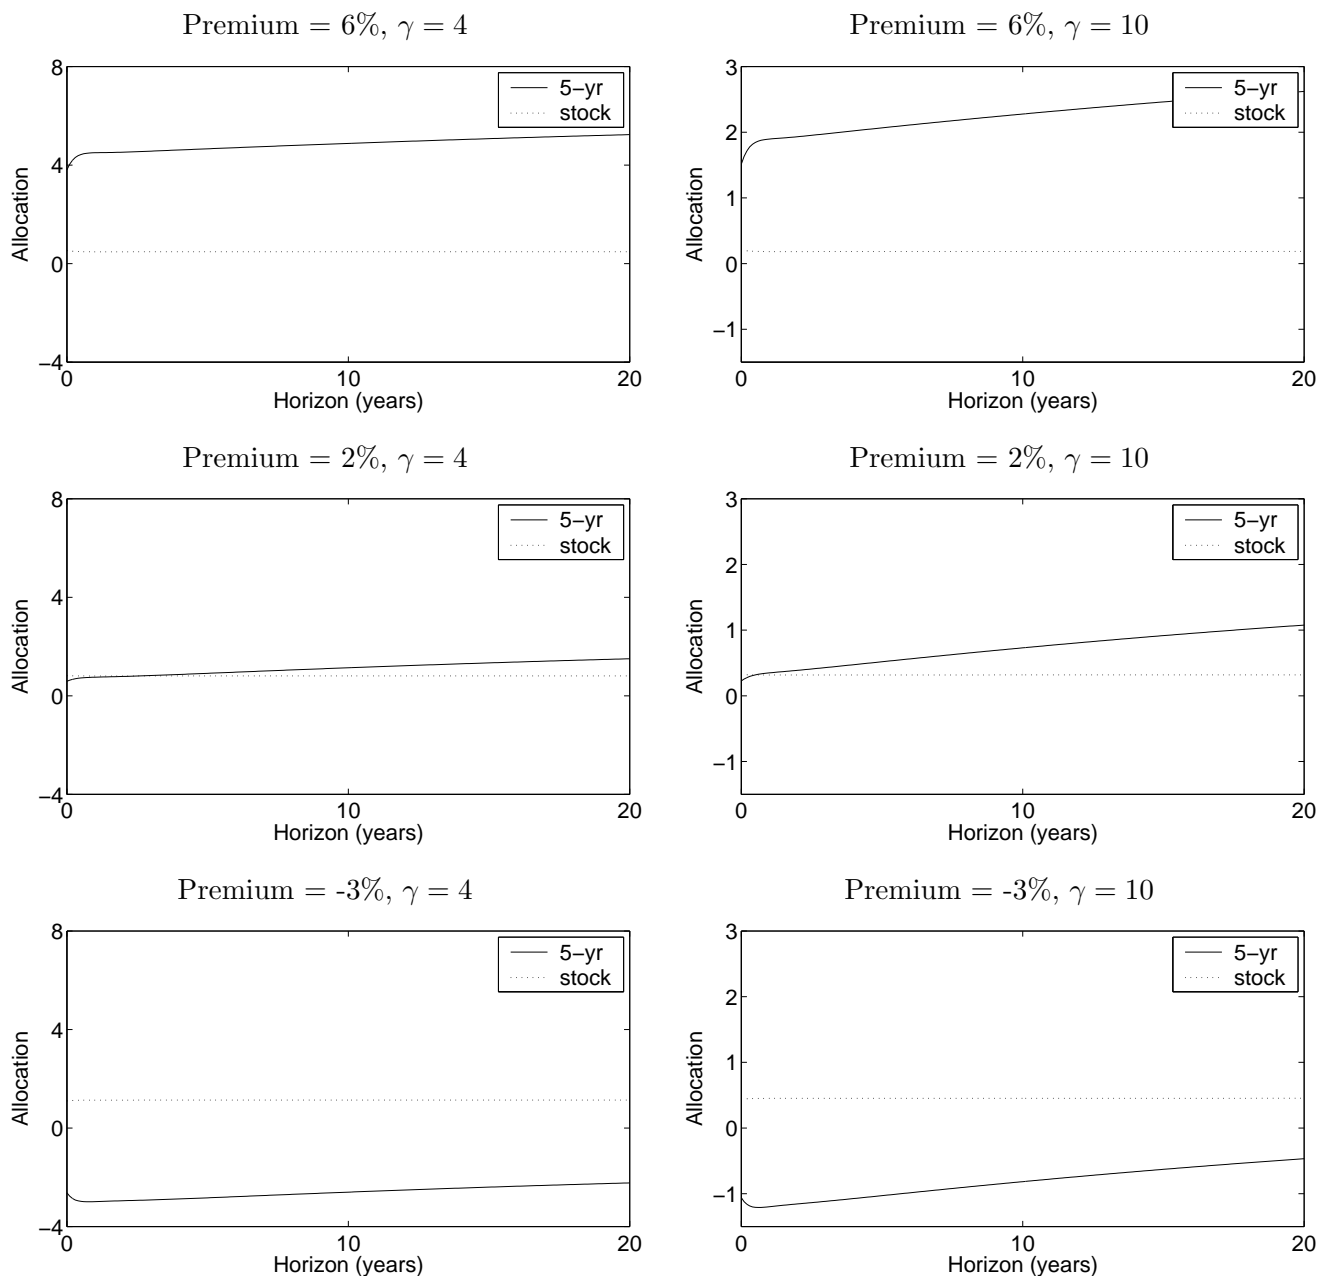 Premium = 6%, γ = 4
8
4
0
−4
Allocation
5−yr
stock
0
10
20
Horizon (years)
Premium = 6%, γ = 10
3
2
1
0
−1
Allocation
5−yr
stock
0
10
20
Horizon (years)
Premium = 2%, γ = 4
8
4
0
−4
Allocation
5−yr
stock
0
10
20
Horizon (years)
Premium = 2%, γ = 10
3
2
1
0
−1
Allocation
5−yr
stock
0
10
20
Horizon (years)
Premium = -3%, γ = 4
8
4
0
−4
Allocation
5−yr
stock
0
10
20
Horizon (years)
Premium = -3%, γ = 10
3
2
1
0
−1
Allocation
5−yr
stock
0
10
20
Horizon (years)